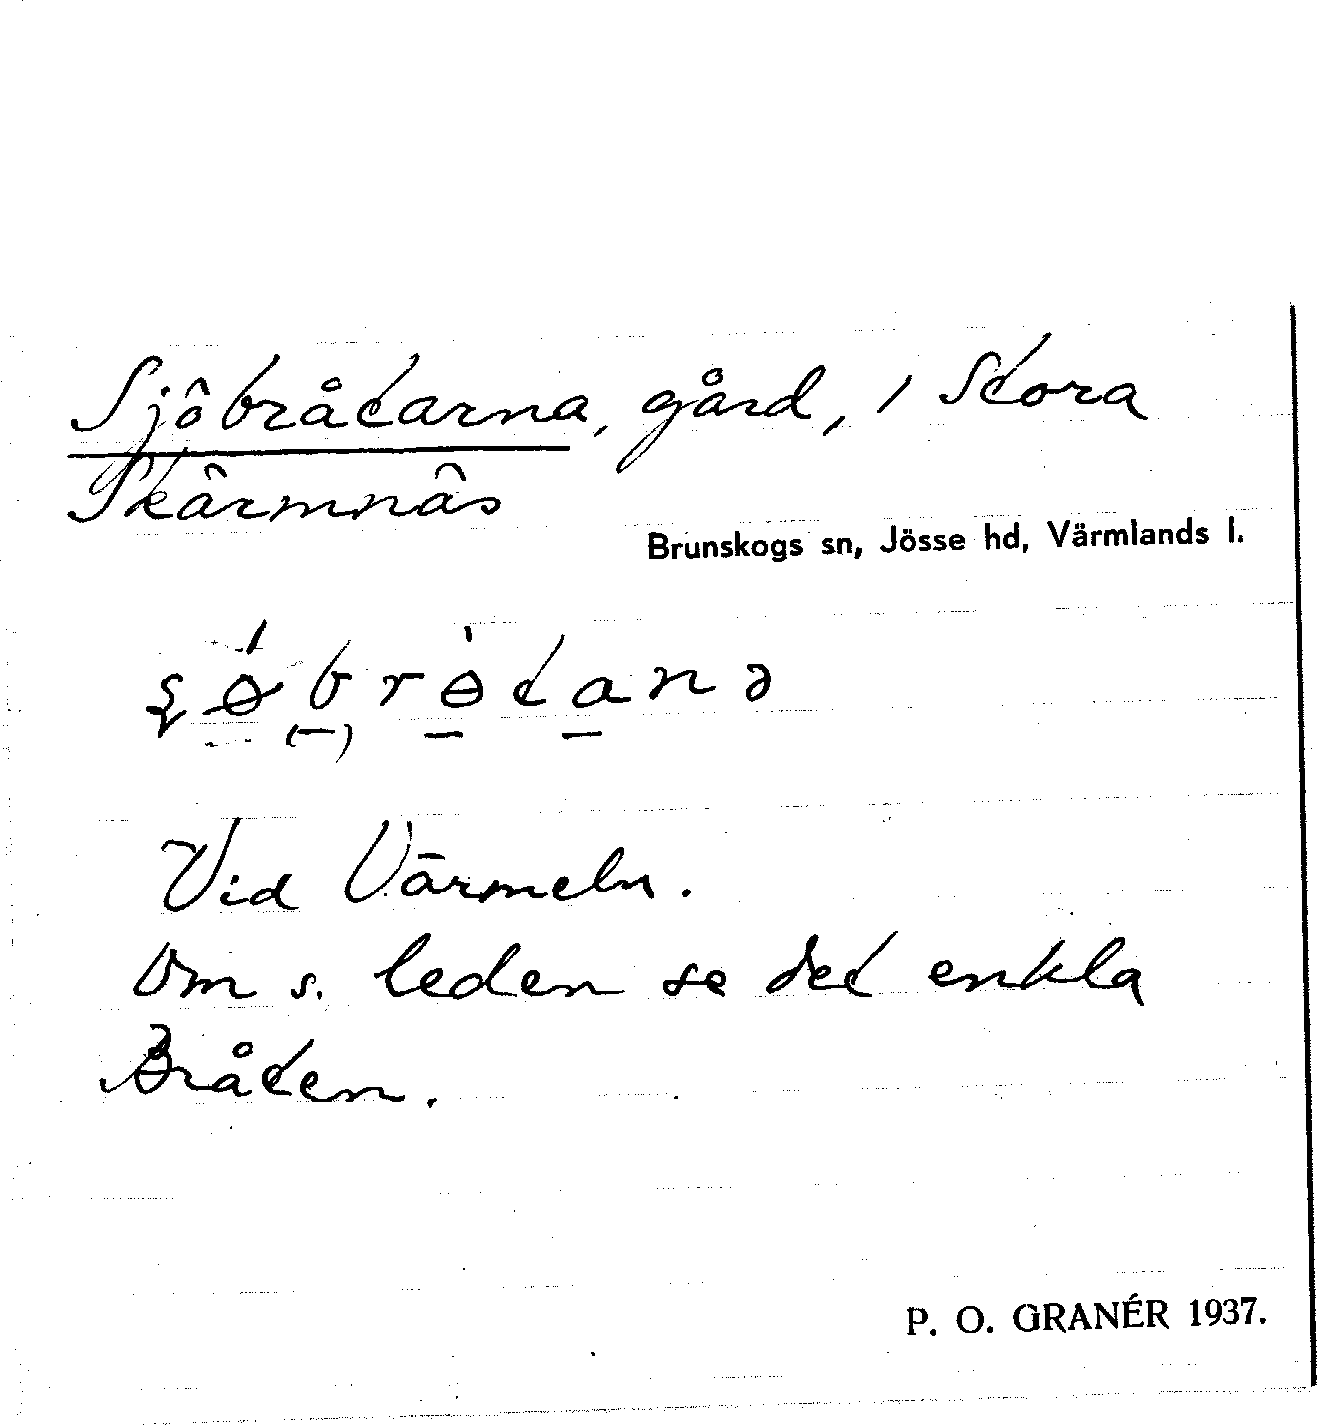 Sjöbråtarna, gård, i Stora
Skärmnäs
Brunskogs sn, Jösse hd, Värmlands l.
Vid Värmeln.
Om s. leden se det enkla
Bråten.
P. O. GRANÉR 1937.